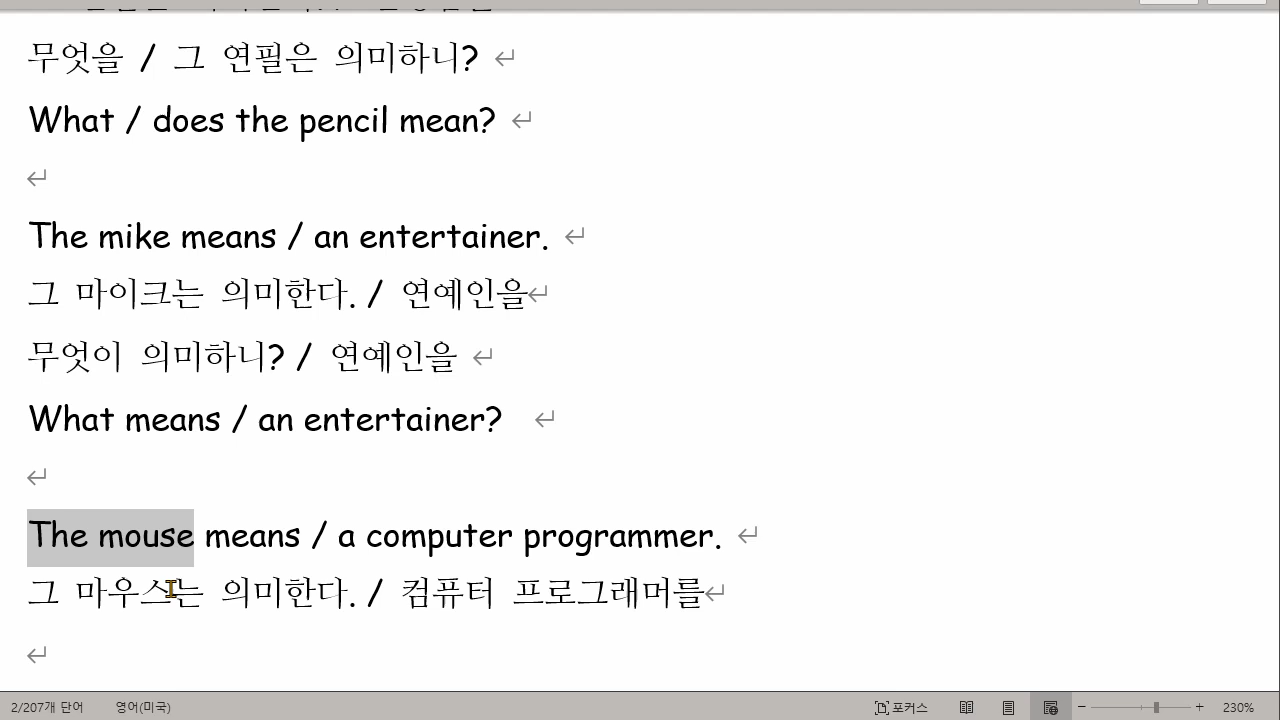 무엇을 / 그 연필은 의미하니?
What / does the pencil mean?
The mike means / an entertainer.
그 마이크는 의미한다. / 연예인을
무엇이 의미하니? / 연예인을
What means / an entertainer?
The mouse means / a computer programmer.
그 마우스는 의미한다. / 컴퓨터 프로그래머를
2/207개 단어 영어(미국) 포커스 230%